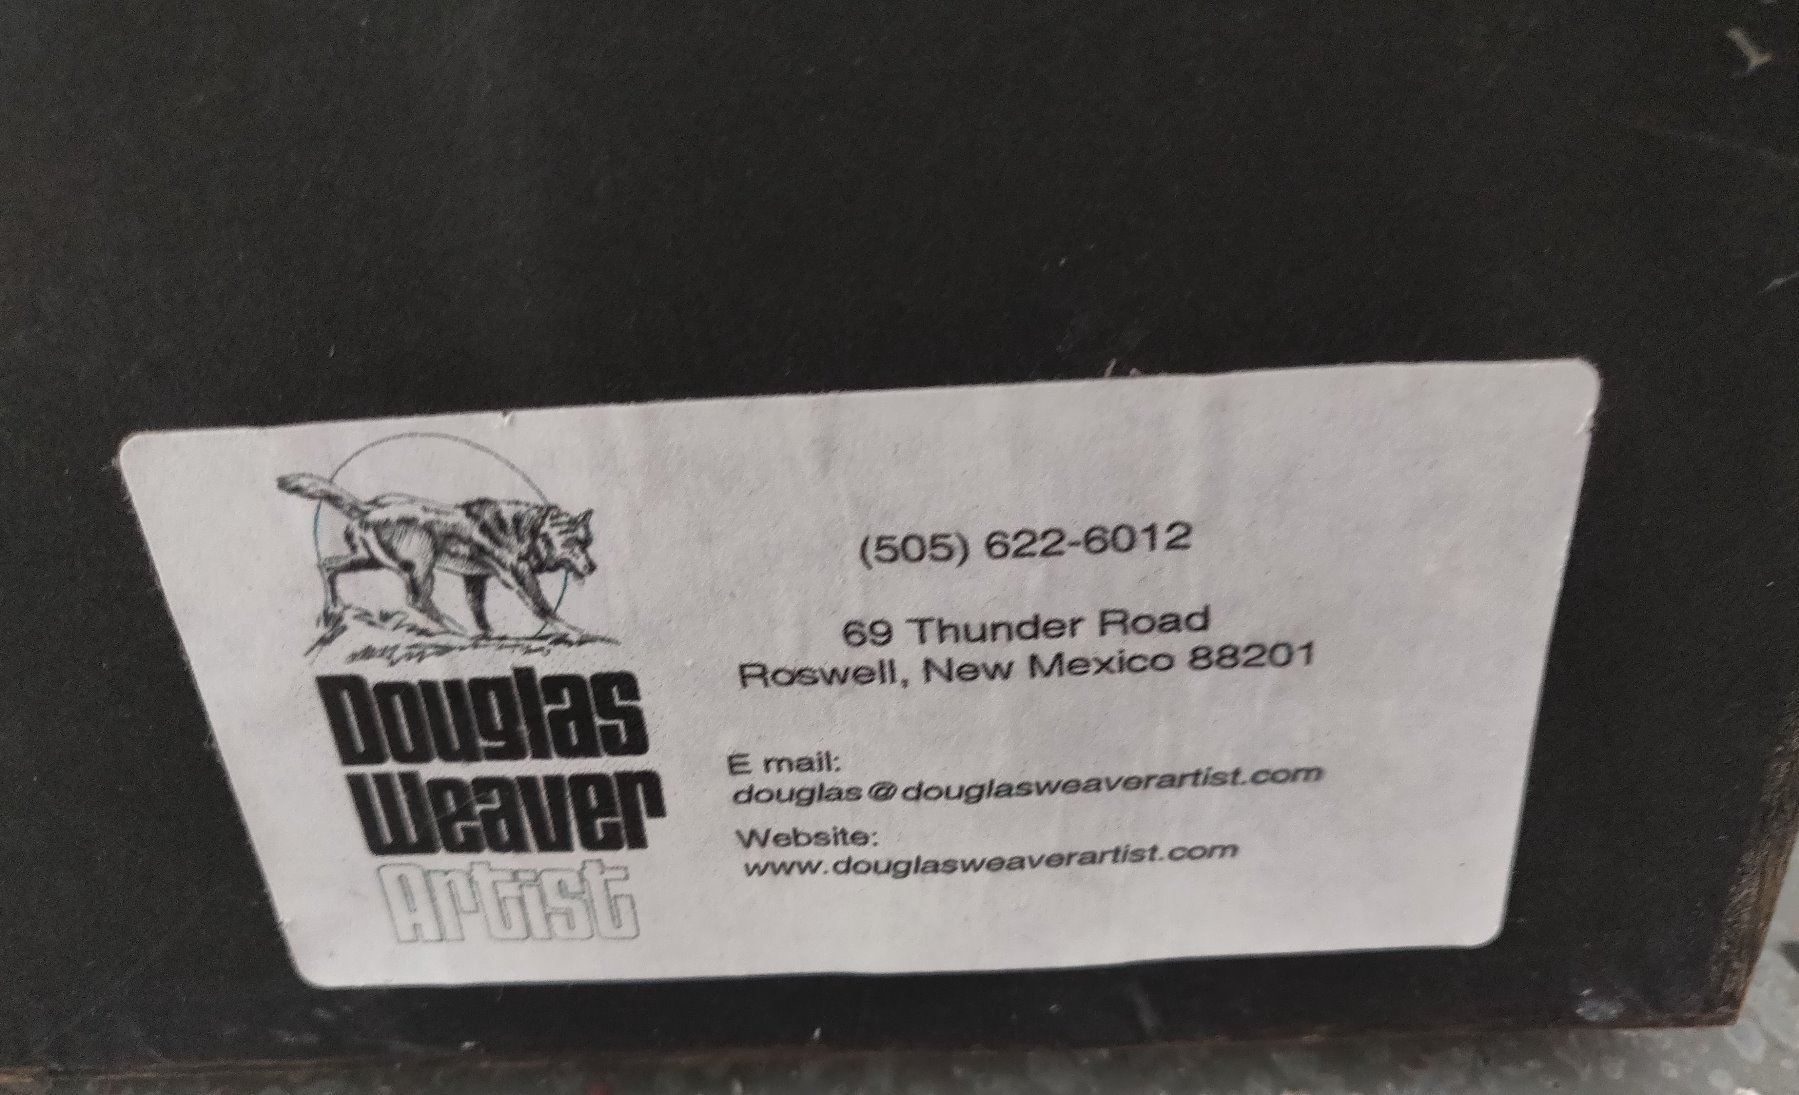 Douglas
Weaver
Artist
(505) 622-6012
69 Thunder Road
Roswell, New Mexico 88201
E mail:
douglas@douglasweaverartist.com
Website:
www.douglasweaverartist.com